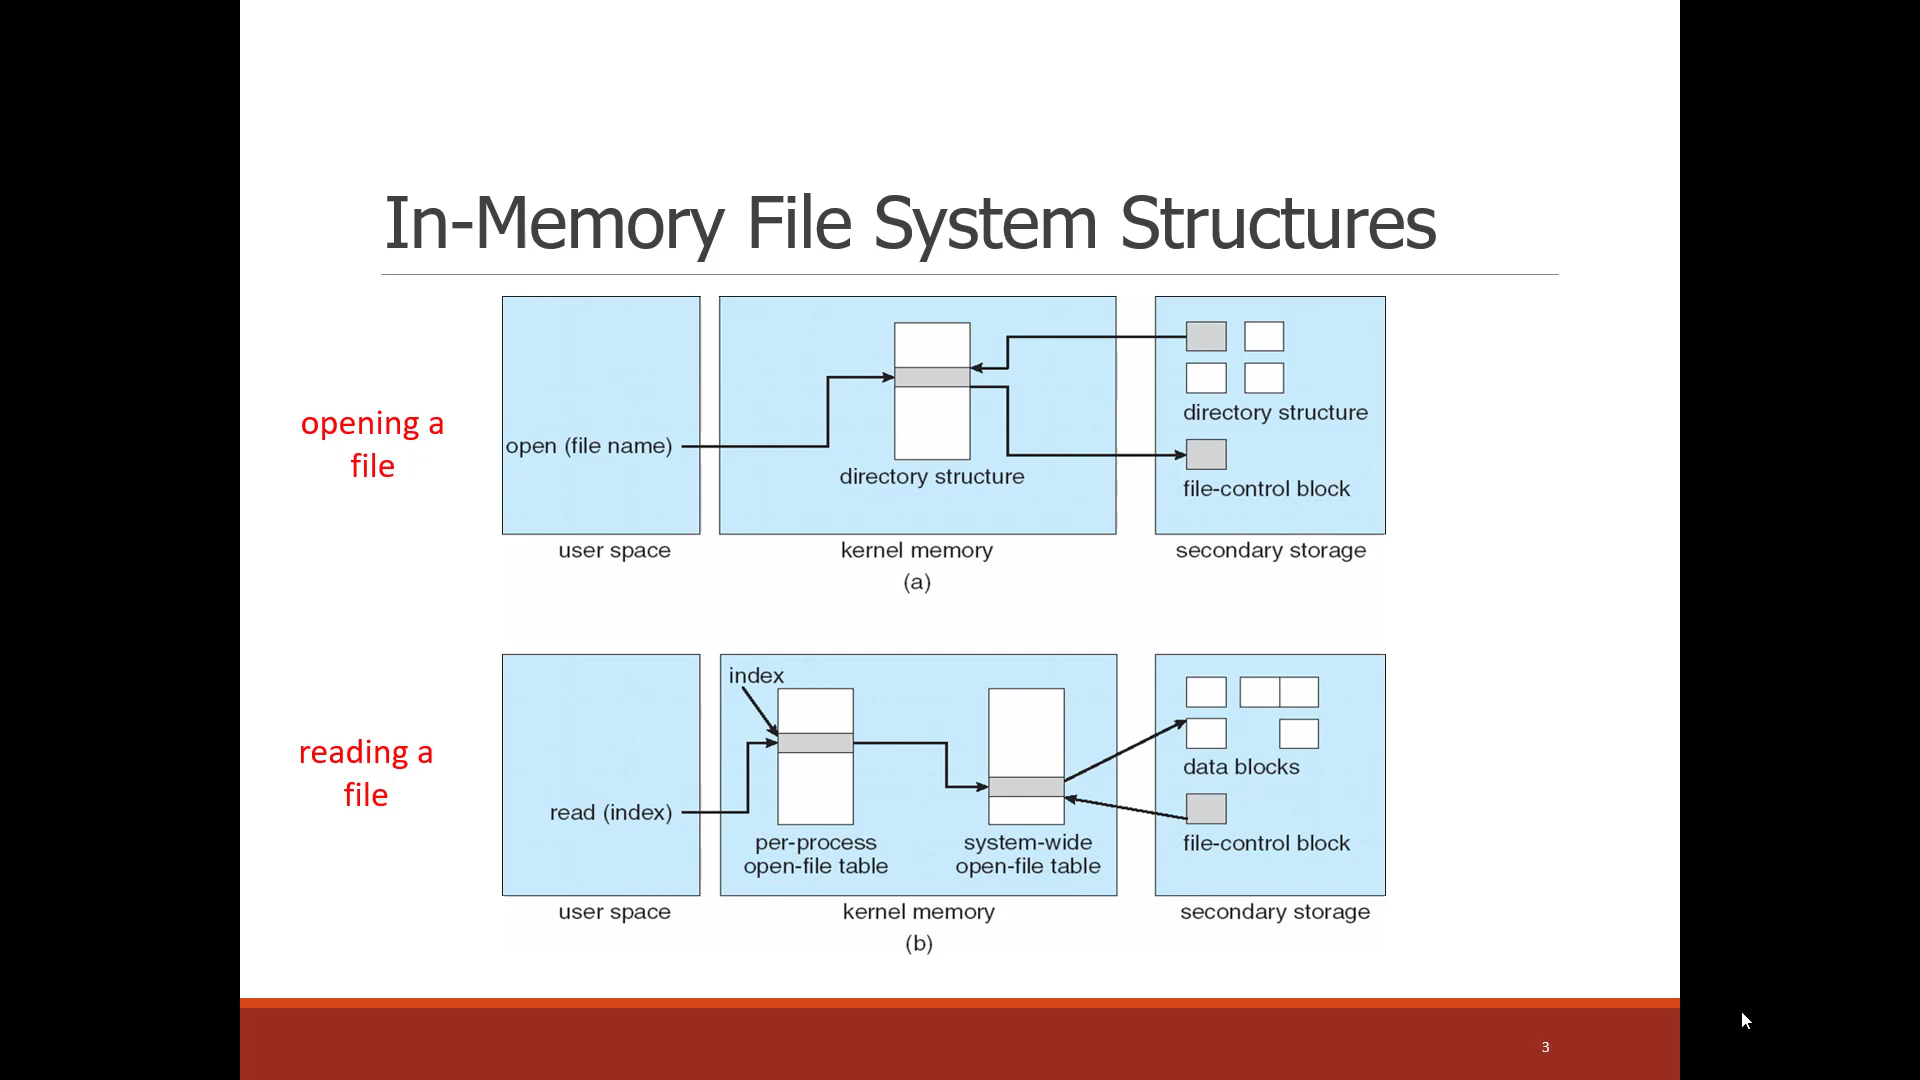 In-Memory File System Structures
opening a
file
open (file name)
directory structure
directory structure
file-control block
user space
kernel memory
secondary storage
(a)
reading a
file
index
read (index)
per-process
open-file table
system-wide
open-file table
data blocks
file-control block
user space
kernel memory
secondary storage
(b)
3